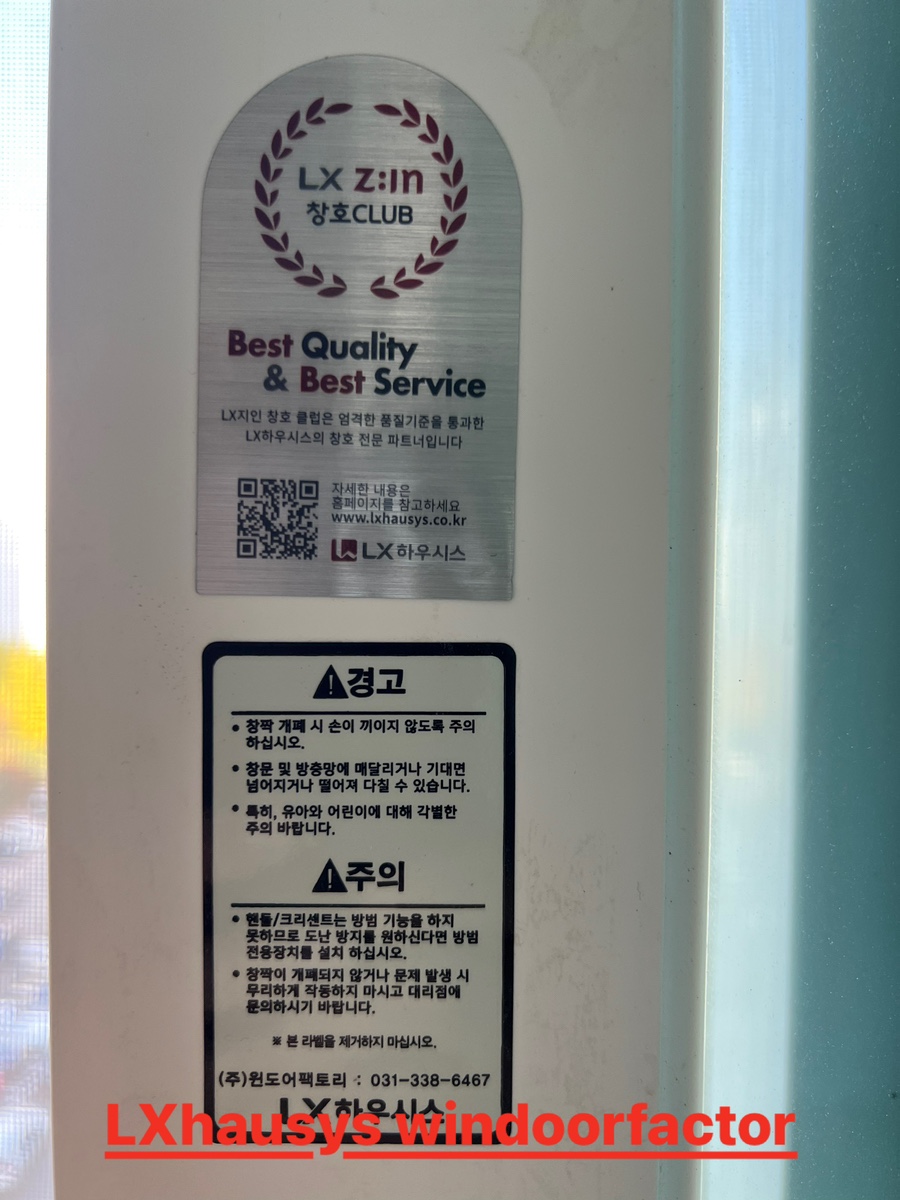 LX Z:IN
창호CLUB
Best Quality
& Best Service
LX지인 창호 클럽은 엄격한 품질기준을 통과한
LX하우시스의 창호 전문 파트너입니다
자세한 내용은
홈페이지를 참고하세요
www.lxhausys.co.kr
LX하우시스
경고
• 창짝 개폐 시 손이 끼이지 않도록 주의
하십시오.
• 창문 및 방충망에 매달리거나 기대면
넘어지거나 떨어져 다칠 수 있습니다.
• 특히, 유아와 어린이에 대해 각별한
주의 바랍니다.
주의
• 핸들/크리센트는 방범 기능을 하지
못하므로 도난 방지를 원하신다면 방범
전용장치를 설치 하십시오.
• 창짝이 개폐되지 않거나 문제 발생 시
무리하게 작동하지 마시고 대리점에
문의하시기 바랍니다.
※ 본 라벨을 제거하지 마십시오.
(주)윈도어팩토리 : 031-338-6467
LX하우시스
LXhausys windoorfactor